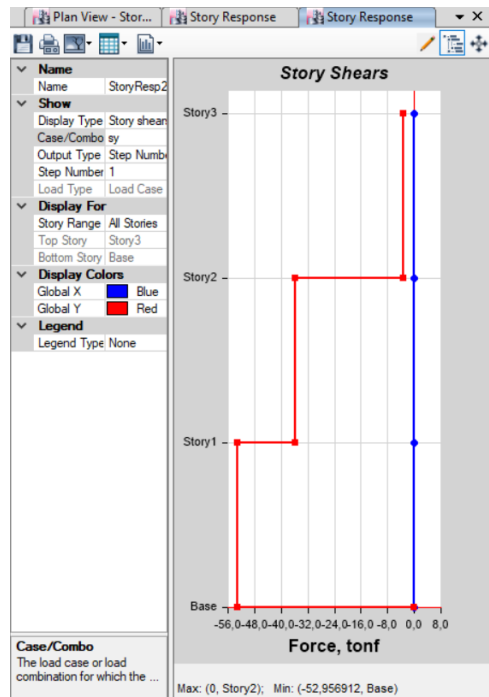 Plan View - Stor... Story Response Story Response
Name
Name StoryResp2
Show
Display Type Story shears
Case/Combo sy
Output Type Step Numbe
Step Number 1
Load Type Load Case
Display For
Story Range All Stories
Top Story Story3
Bottom Story Base
Display Colors
Global X Blue
Global Y Red
Legend
Legend Type None
Case/Combo
The load case or load
combination for which the ...
Story Shears
Story3
Story2
Story1
Base
-56,0 -48,0 -40,0 -32,0 -24,0 -16,0 -8,0 0,0 8,0
Force, tonf
Max: (0, Story2); Min: (-52,956912, Base)